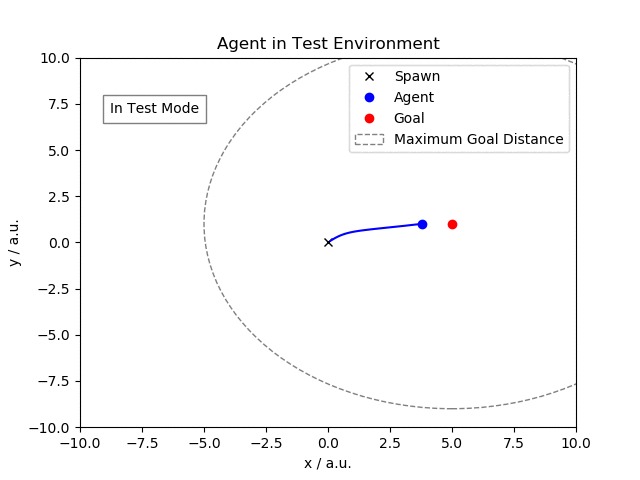 Agent in Test Environment
In Test Mode
Spawn
Agent
Goal
Maximum Goal Distance
y / a.u.
10.0
7.5
5.0
2.5
0.0
−2.5
−5.0
−7.5
−10.0
−10.0 −7.5 −5.0 −2.5 0.0 2.5 5.0 7.5 10.0
x / a.u.